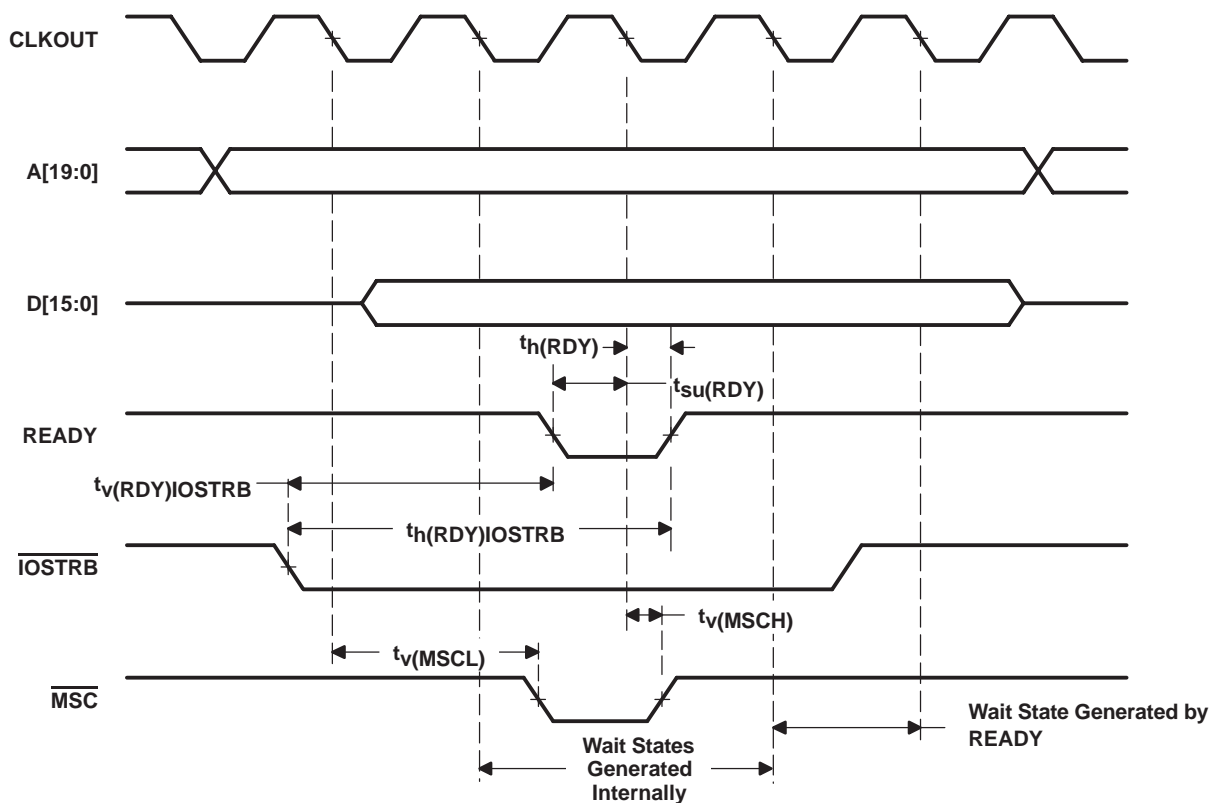 CLKOUT
A[19:0]
D[15:0]
th(RDY)
tsu(RDY)
READY
tv(RDY)IOSTRB
th(RDY)IOSTRB
IOSTRB
tv(MSCH)
tv(MSCL)
MSC
Wait State Generated by
READY
Wait States
Generated
Internally